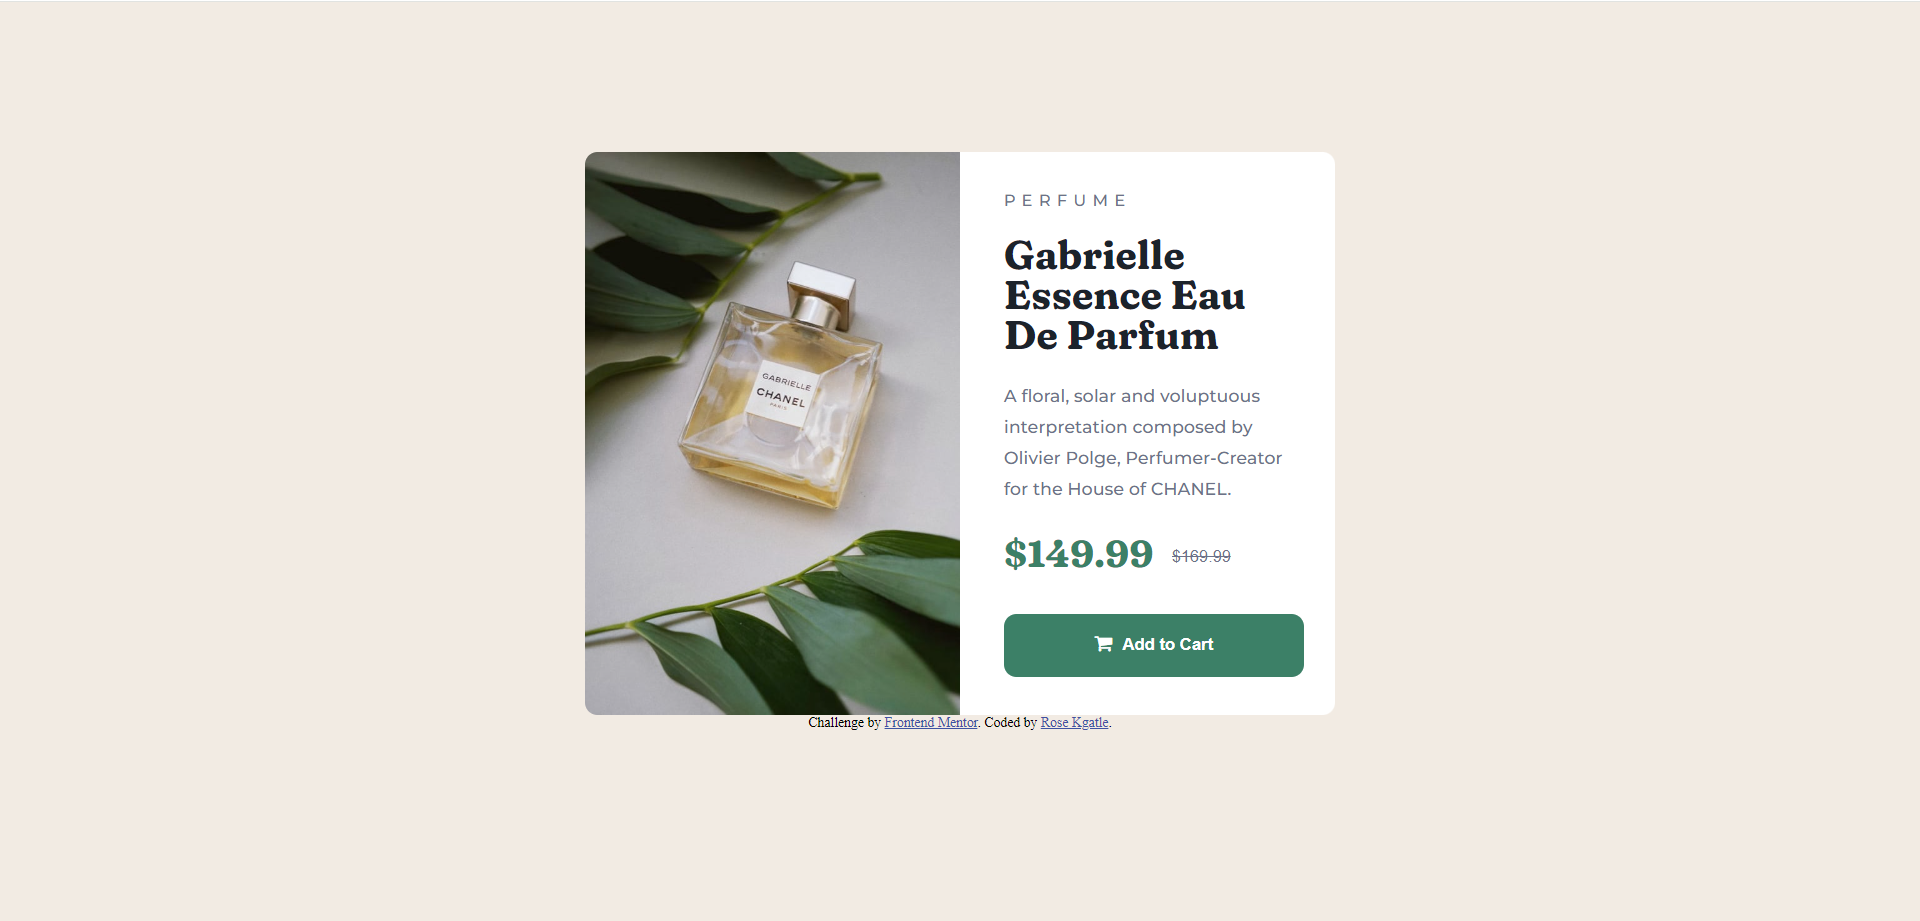 PERFUME
Gabrielle
Essence Eau
De Parfum
GABRIELLE
CHANEL
PARIS
A floral, solar and voluptuous
interpretation composed by
Olivier Polge, Perfumer-Creator
for the House of CHANEL.
$149.99 $169.99
Add to Cart
Challenge by Frontend Mentor. Coded by Rose Kgatle.